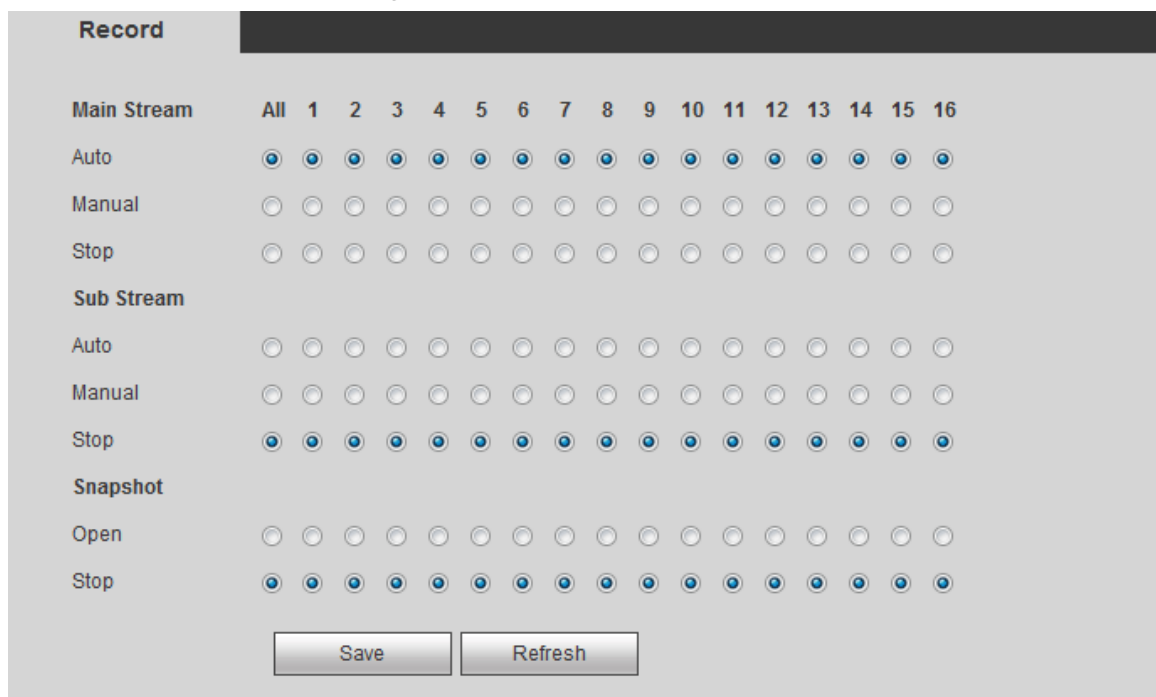 Record
Main Stream All 1 2 3 4 5 6 7 8 9 10 11 12 13 14 15 16
Auto
Manual
Stop
Sub Stream
Auto
Manual
Stop
Snapshot
Open
Stop
Save Refresh